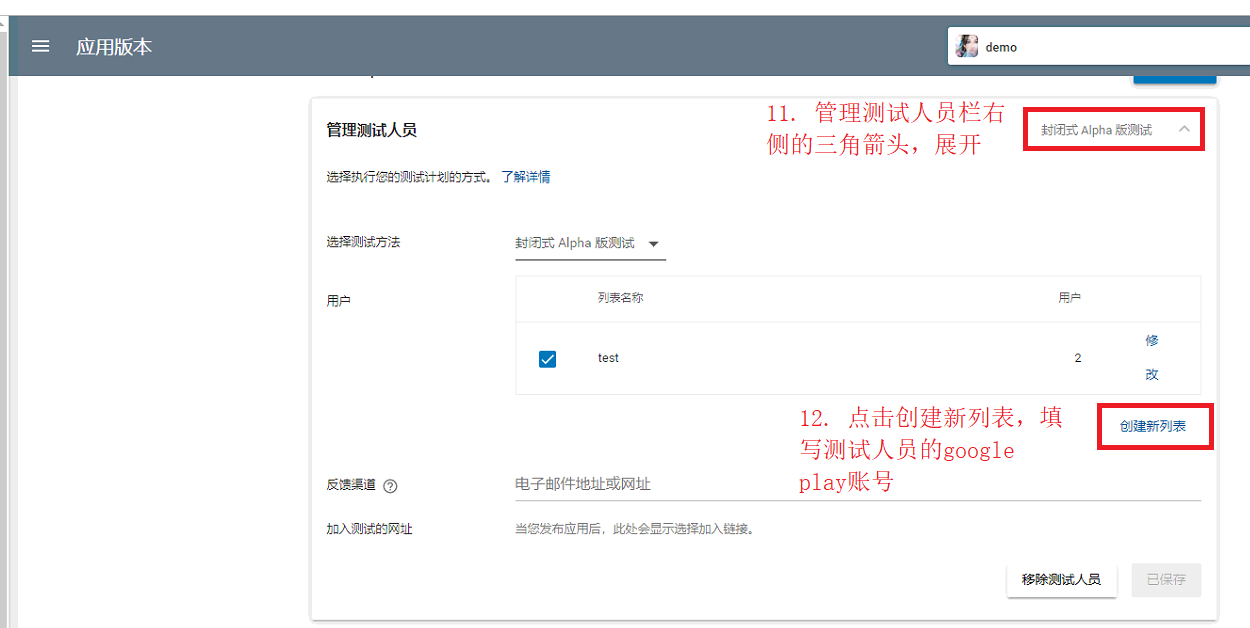 应用版本
demo
管理测试人员
11. 管理测试人员栏右
侧的三角箭头，展开
封闭式 Alpha 版测试
选择执行您的测试计划的方式。 了解详情
选择测试方法
封闭式 Alpha 版测试
用户
列表名称
用户
test
2
修
改
12. 点击创建新列表，填
写测试人员的google
play账号
创建新列表
反馈渠道 ?
电子邮件地址或网址
加入测试的网址
当您发布应用后，此处会显示选择加入链接。
移除测试人员
已保存